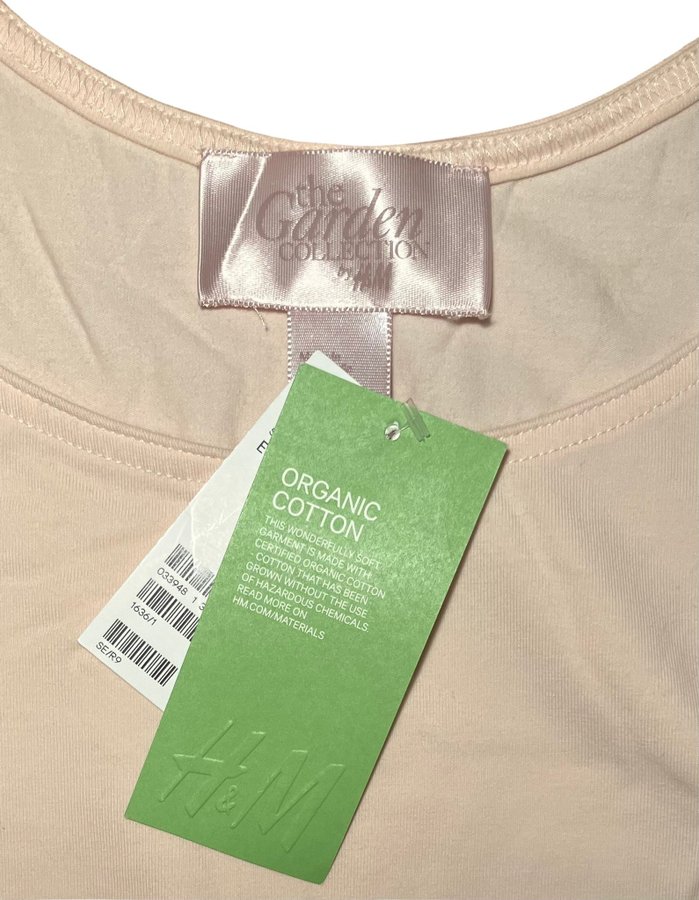 the
Garden
COLLECTION
by H&M
ORGANIC
COTTON
THIS WONDERFULLY SOFT
GARMENT IS MADE WITH
CERTIFIED ORGANIC COTTON
COTTON THAT HAS BEEN
GROWN WITHOUT THE USE
OF HAZARDOUS CHEMICALS
READ MORE ON
HM.COM/MATERIALS
033948 1 3
1636/1
SE/R9
H&M